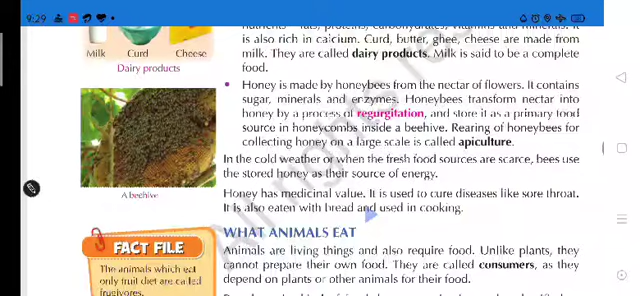 9:29
Milk Curd Cheese
Dairy products
A beehive
FACT FILE
The animals which eat
only fruit diet are called
frugivores.
It is also rich in calcium. Curd, butter, ghee, cheese are made from
milk. They are called dairy products. Milk is said to be a complete
food.
• Honey is made by honeybees from the nectar of flowers. It contains
sugar, minerals and enzymes. Honeybees transform nectar into
honey by a process of regurgitation, and store it as a primary food
source in honeycombs inside a beehive. Rearing of honeybees for
collecting honey on a large scale is called apiculture.
In the cold weather or when the fresh food sources are scarce, bees use
the stored honey as their source of energy.
Honey has medicinal value. It is used to cure diseases like sore throat.
It is also eaten with bread and used in cooking.
WHAT ANIMALS EAT
Animals are living things and also require food. Unlike plants, they
cannot prepare their own food. They are called consumers, as they
depend on plants or other animals for their food.